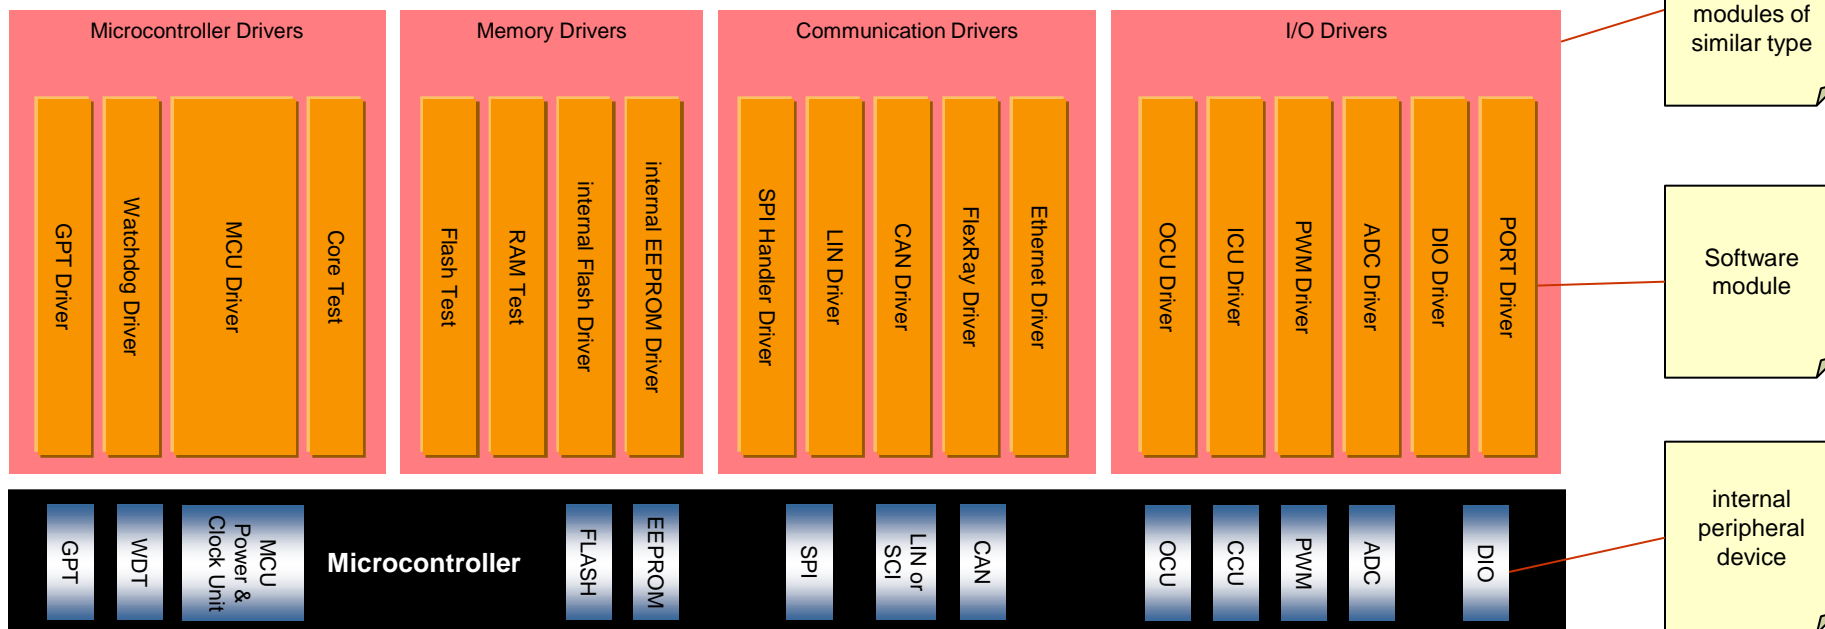 Microcontroller Drivers
Memory Drivers
Communication Drivers
I/O Drivers
modules of
similar type
GPT Driver
Watchdog Driver
MCU Driver
Core Test
Flash Test
RAM Test
internal Flash Driver
internal EEPROM Driver
SPI Handler Driver
LIN Driver
CAN Driver
FlexRay Driver
Ethernet Driver
OCU Driver
ICU Driver
PWM Driver
ADC Driver
DIO Driver
PORT Driver
Software
module
GPT
WDT
MCU
Power &
Clock Unit
Microcontroller
FLASH
EEPROM
SPI
LIN or
SCI
CAN
OCU
CCU
PWM
ADC
DIO
internal
peripheral
device